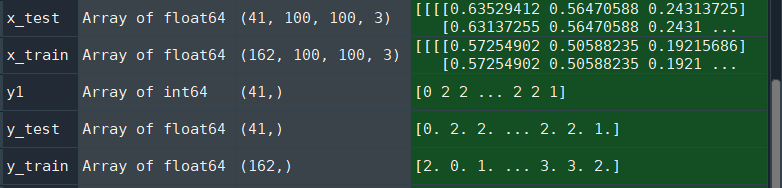 x_test Array of float64 (41, 100, 100, 3) [[[[0.63529412 0.56470588 0.24313725]
[0.63137255 0.56470588 0.2431 ...
x_train Array of float64 (162, 100, 100, 3) [[[[0.57254902 0.50588235 0.19215686]
[0.57254902 0.50588235 0.1921 ...
y1 Array of int64 (41,) [0 2 2 ... 2 2 1]
y_test Array of float64 (41,) [0. 2. 2. ... 2. 2. 1.]
y_train Array of float64 (162,) [2. 0. 1. ... 3. 3. 2.]